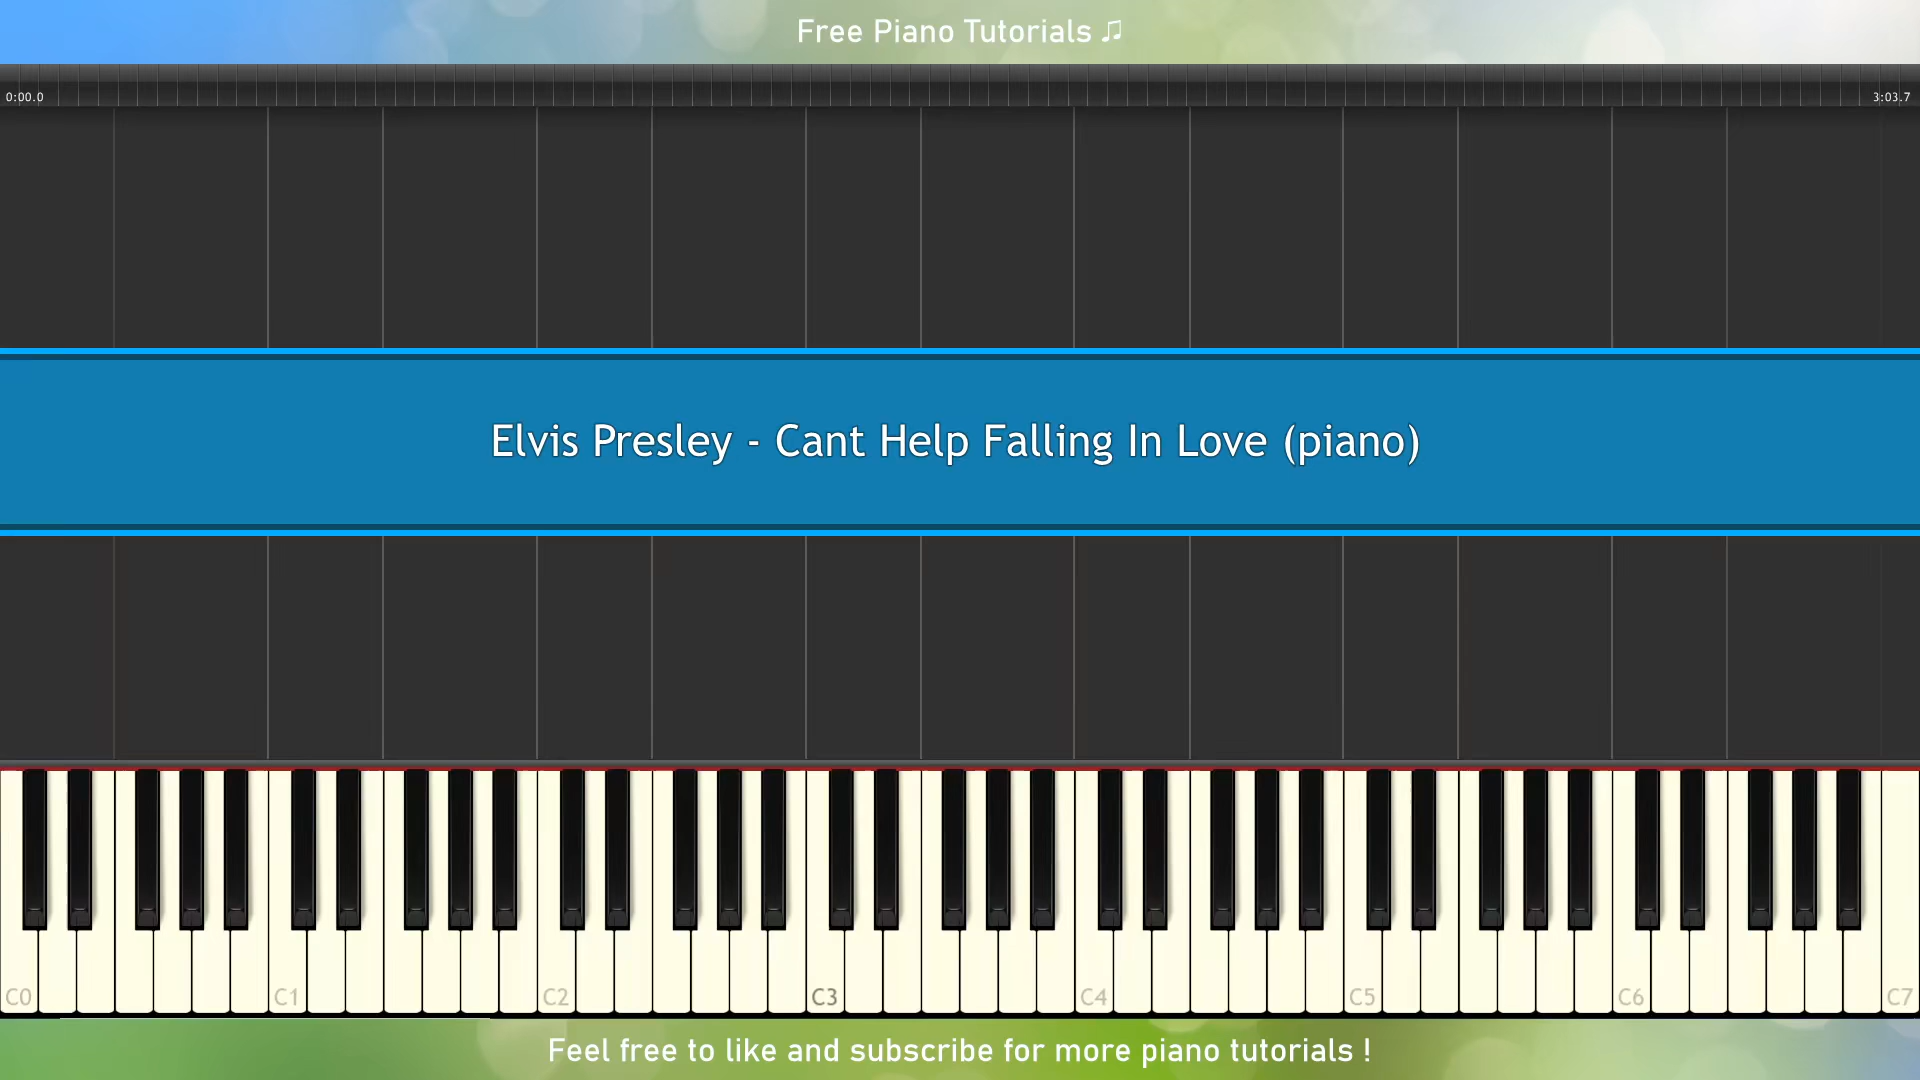 Free Piano Tutorials ♫
0:00.0
3:03.7
Elvis Presley - Cant Help Falling In Love (piano)
C0 C1 C2 C3 C4 C5 C6 C7
Feel free to like and subscribe for more piano tutorials !